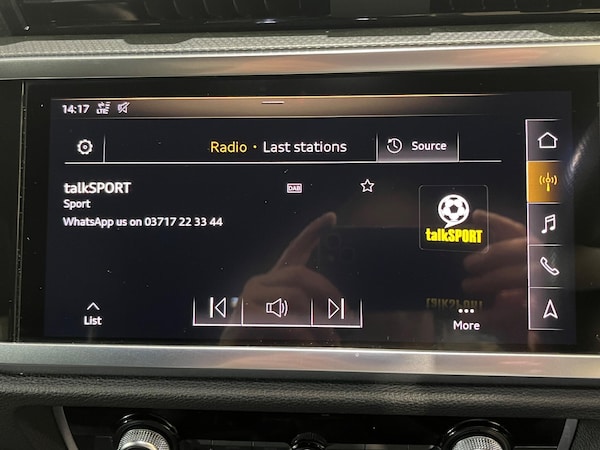 14:17 LTE
Radio · Last stations
Source
talkSPORT
DAB
Sport
WhatsApp us on 03717 22 33 44
talkSPORT
List
More